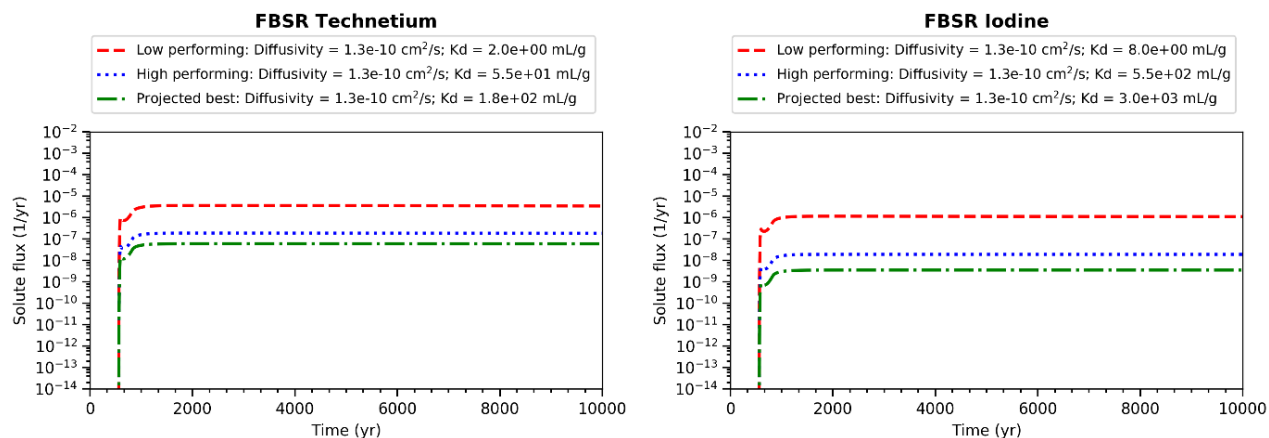 FBSR Technetium
Low performing: Diffusivity = 1.3e-10 cm²/s; Kd = 2.0e+00 mL/g
High performing: Diffusivity = 1.3e-10 cm²/s; Kd = 5.5e+01 mL/g
Projected best: Diffusivity = 1.3e-10 cm²/s; Kd = 1.8e+02 mL/g
Solute flux (1/yr)
10⁻²
10⁻³
10⁻⁴
10⁻⁵
10⁻⁶
10⁻⁷
10⁻⁸
10⁻⁹
10⁻¹⁰
10⁻¹¹
10⁻¹²
10⁻¹³
10⁻¹⁴
0 2000 4000 6000 8000 10000
Time (yr)
FBSR Iodine
Low performing: Diffusivity = 1.3e-10 cm²/s; Kd = 8.0e+00 mL/g
High performing: Diffusivity = 1.3e-10 cm²/s; Kd = 5.5e+02 mL/g
Projected best: Diffusivity = 1.3e-10 cm²/s; Kd = 3.0e+03 mL/g
Solute flux (1/yr)
10⁻²
10⁻³
10⁻⁴
10⁻⁵
10⁻⁶
10⁻⁷
10⁻⁸
10⁻⁹
10⁻¹⁰
10⁻¹¹
10⁻¹²
10⁻¹³
10⁻¹⁴
0 2000 4000 6000 8000 10000
Time (yr)